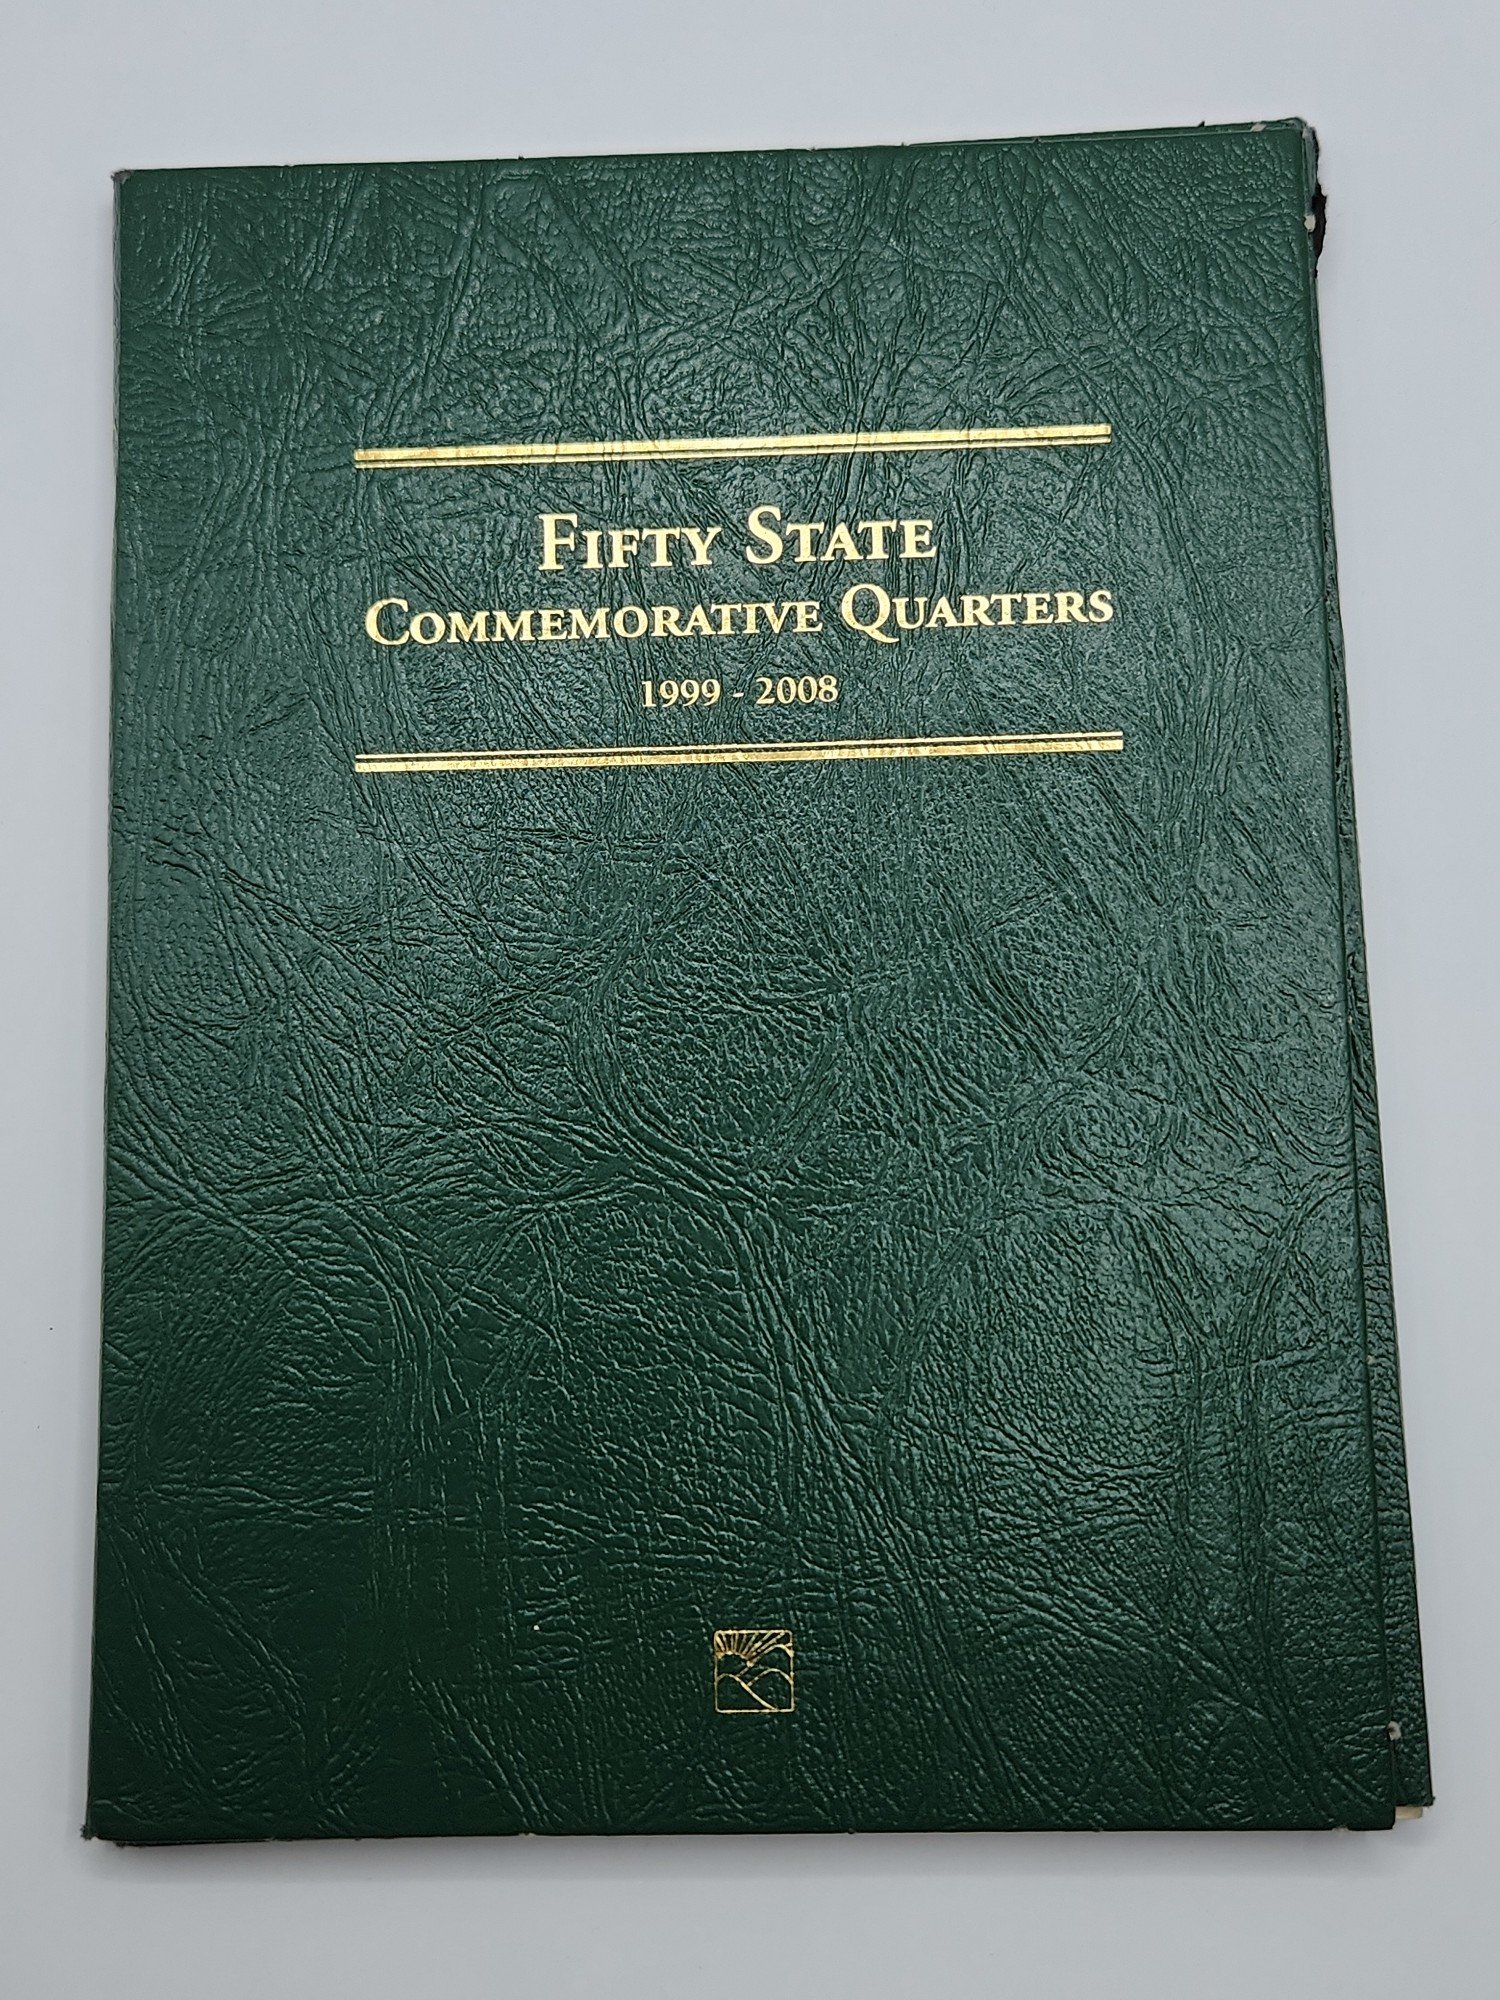 FIFTY STATE
COMMEMORATIVE QUARTERS
1999 - 2008